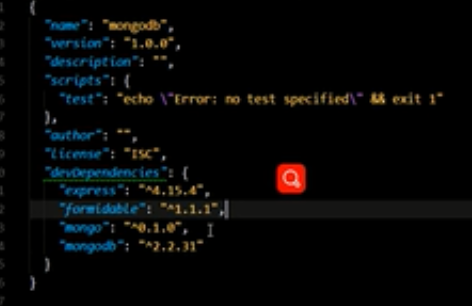 {
"name": "mongodb",
"version": "1.0.0",
"description": "",
"scripts": {
"test": "echo \"Error: no test specified\" && exit 1"
},
"author": "",
"license": "ISC",
"devDependencies": {
"express": "^4.15.4",
"formidable": "^1.1.1",
"mongo": "^0.1.0",
"mongodb": "^2.2.31"
}
}